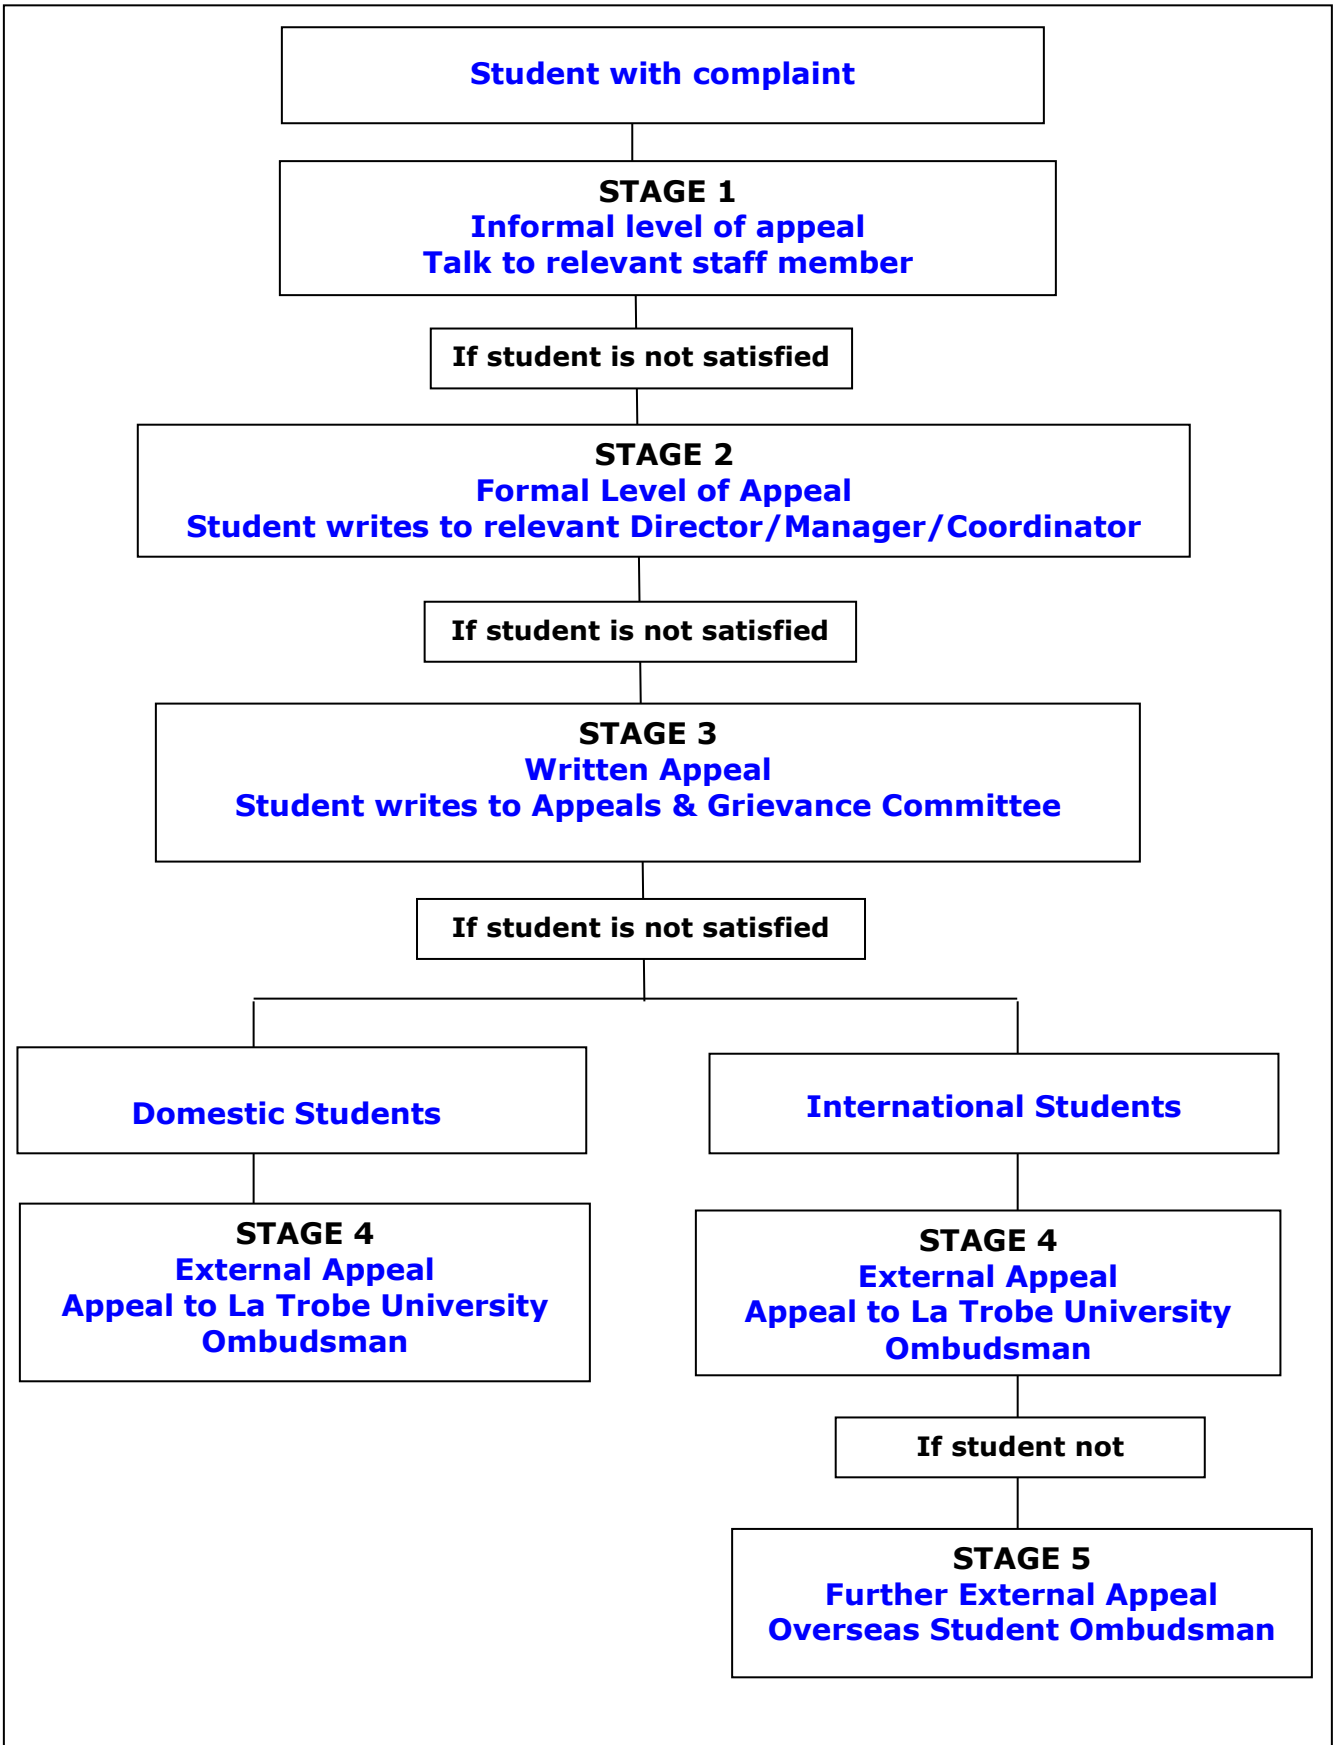 Student with complaint
STAGE 1
Informal level of appeal
Talk to relevant staff member
If student is not satisfied
STAGE 2
Formal Level of Appeal
Student writes to relevant Director/Manager/Coordinator
If student is not satisfied
STAGE 3
Written Appeal
Student writes to Appeals & Grievance Committee
If student is not satisfied
Domestic Students
STAGE 4
External Appeal
Appeal to La Trobe University
Ombudsman
International Students
STAGE 4
External Appeal
Appeal to La Trobe University
Ombudsman
If student not
STAGE 5
Further External Appeal
Overseas Student Ombudsman